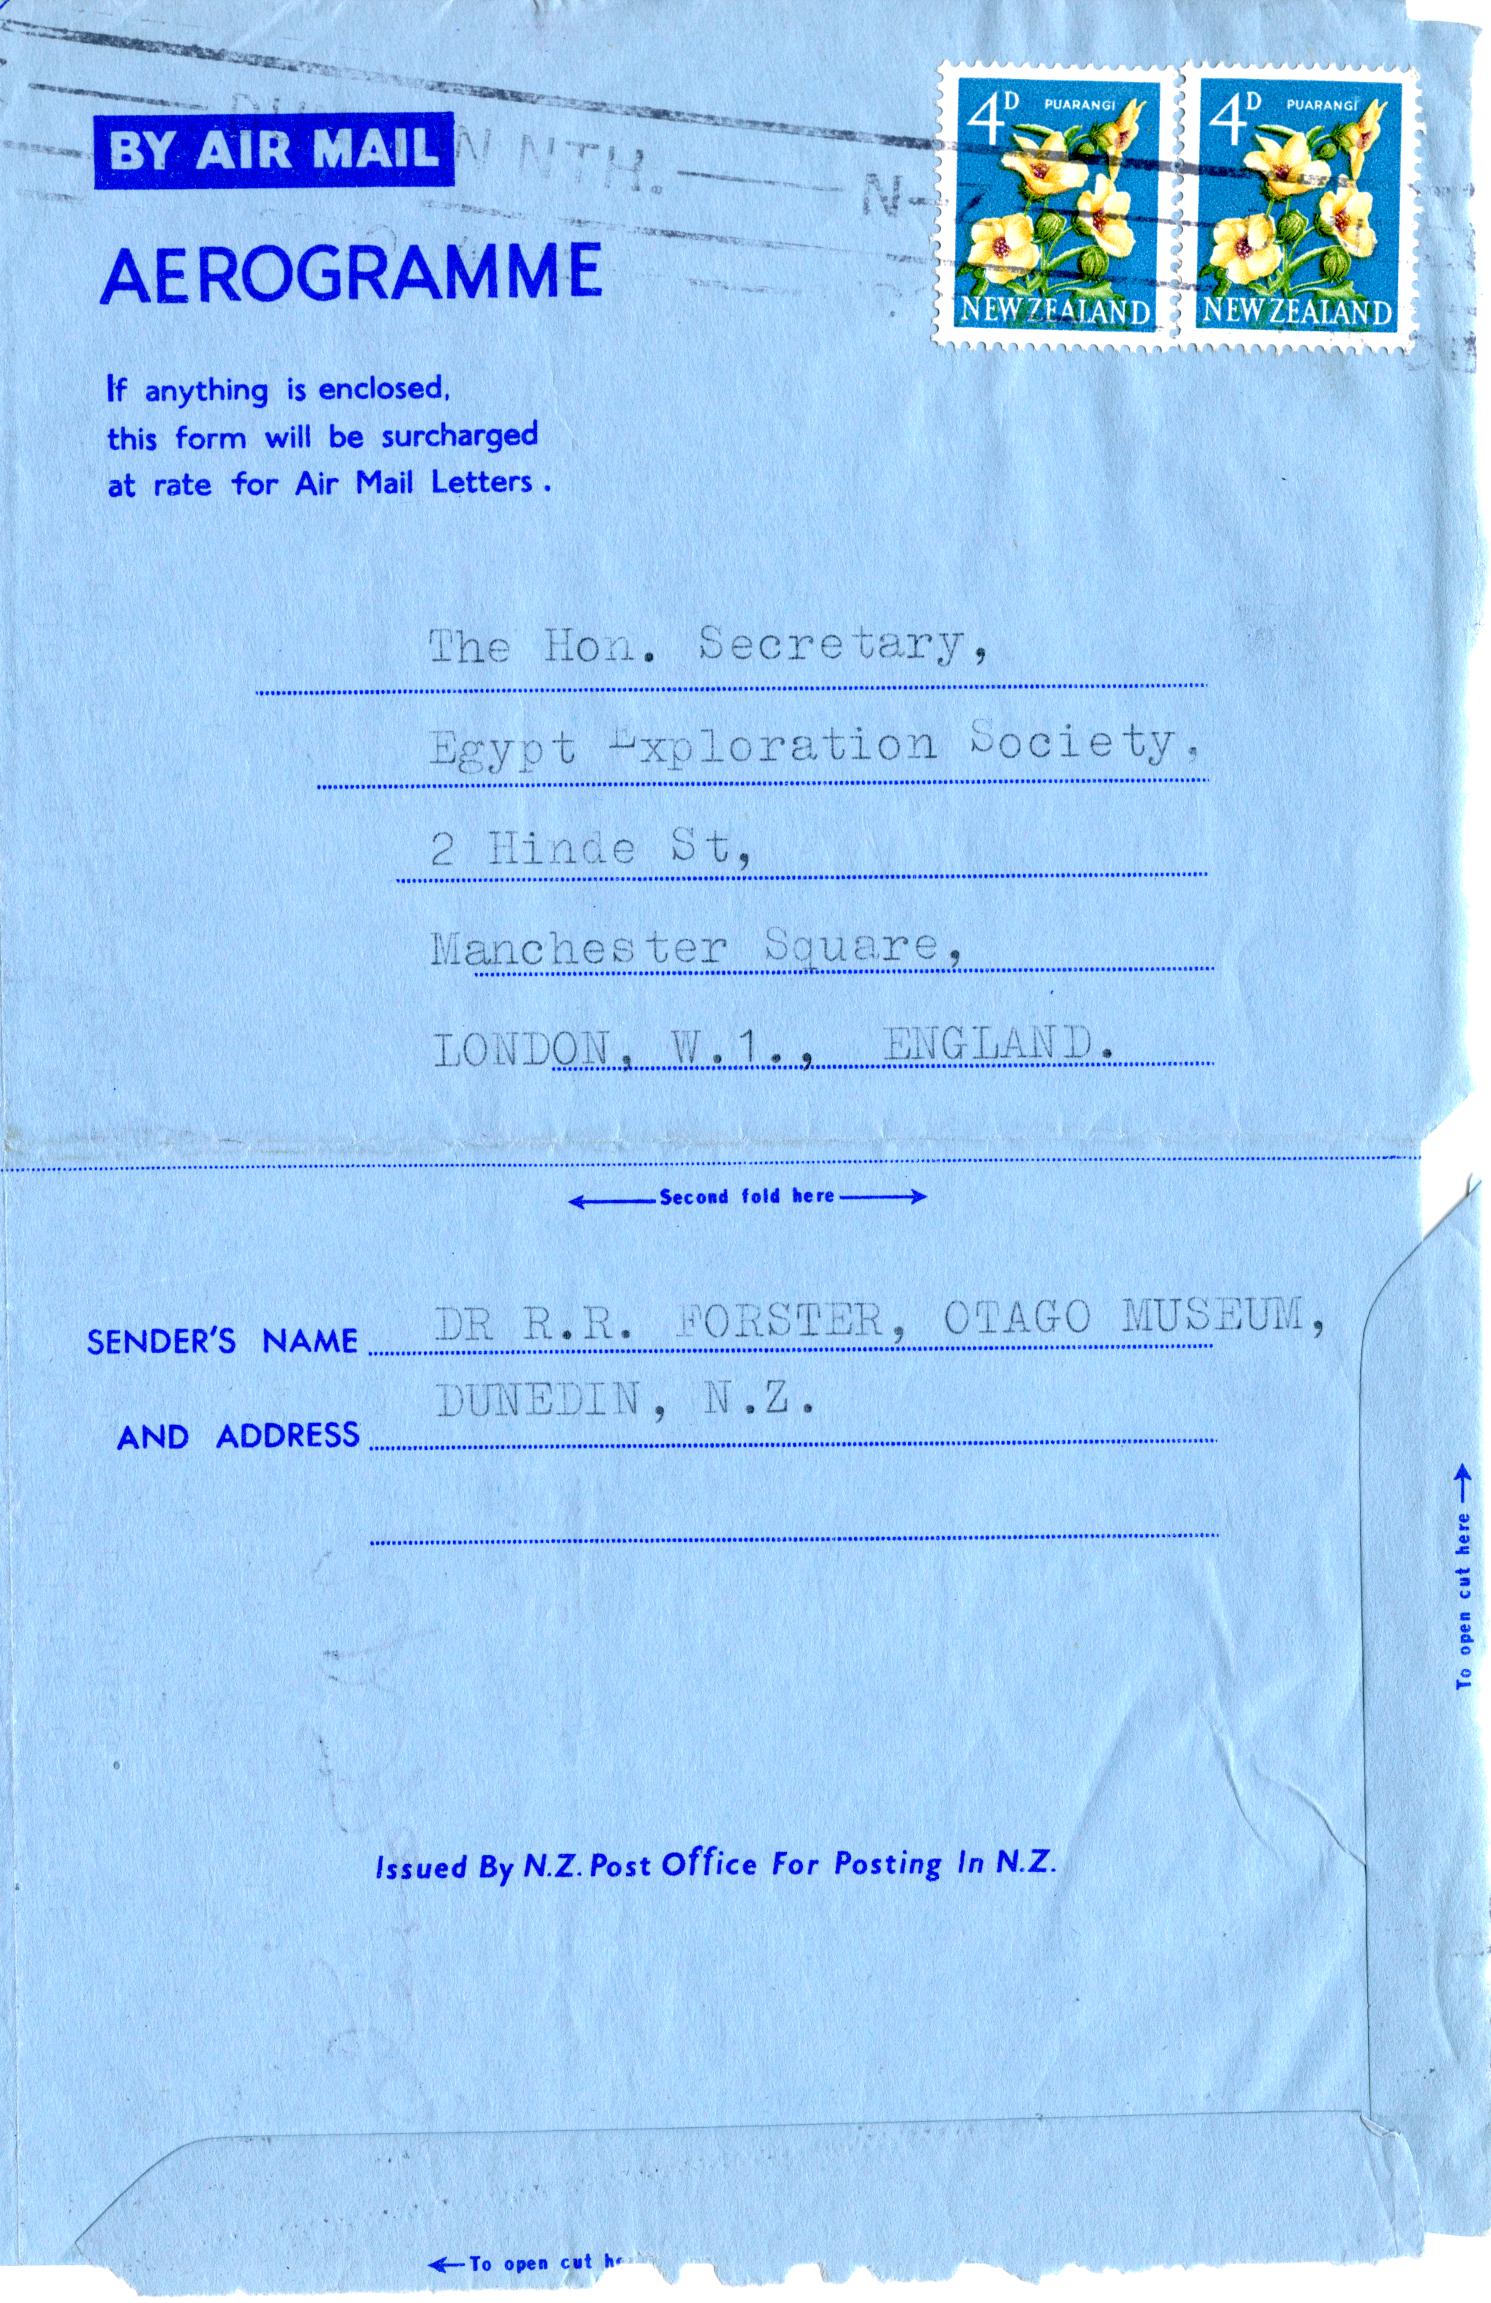 BY AIR MAIL
AEROGRAMME
If anything is enclosed,
this form will be surcharged
at rate for Air Mail Letters.
4D PUARANGI
NEW ZEALAND
4D PUARANGI
NEW ZEALAND
NTH.
N-Z
The Hon. Secretary,
Egypt Exploration Society,
2 Hinde St,
Manchester Square,
LONDON, W.1., ENGLAND.
Second fold here
SENDER'S NAME DR R.R. FORSTER, OTAGO MUSEUM,
AND ADDRESS DUNEDIN, N.Z.
To open cut here
Issued By N.Z. Post Office For Posting In N.Z.
To open cut he